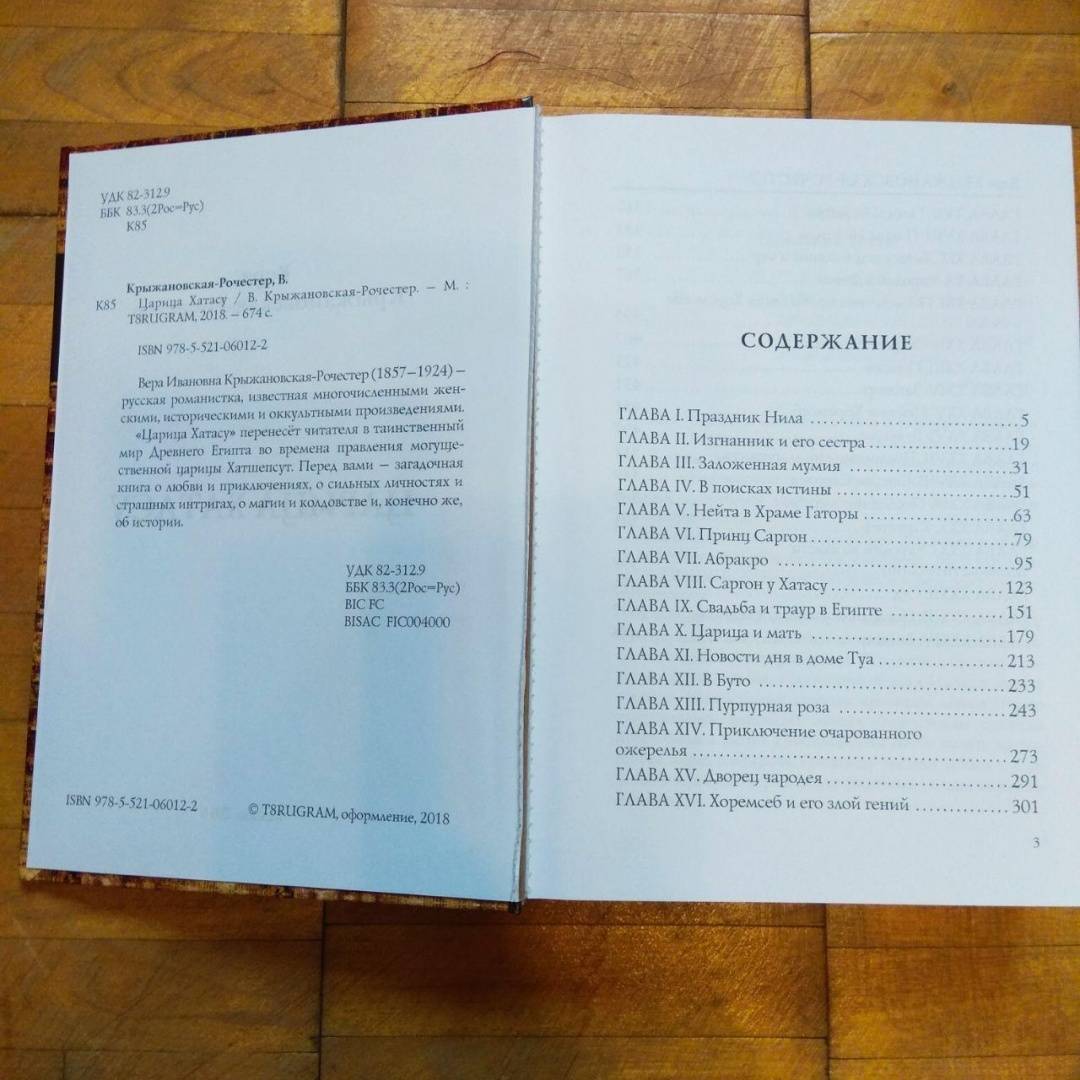 УДК 82-312.9
ББК 83.3(2Рос=Рус)
К85
Крыжановская-Рочестер, В.
К85 Царица Хатасу / В. Крыжановская-Рочестер. — М. :
T8RUGRAM, 2018. — 674 с.
ISBN 978-5-521-06012-2
Вера Ивановна Крыжановская-Рочестер (1857—1924) —
русская романистка, известная многочисленными жен-
скими, историческими и оккультными произведениями.
«Царица Хатасу» перенесёт читателя в таинственный
мир Древнего Египта во времена правления могуще-
ственной царицы Хатшепсут. Перед вами — загадочная
книга о любви и приключениях, о сильных личностях и
страшных интригах, о магии и колдовстве и, конечно же,
об истории.
УДК 82-312.9
ББК 83.3(2Рос=Рус)
BIC FC
BISAC FIC004000
ISBN 978-5-521-06012-2
© T8RUGRAM, оформление, 2018
СОДЕРЖАНИЕ
ГЛАВА I. Праздник Нила ........................ 5
ГЛАВА II. Изгнанник и его сестра ................ 19
ГЛАВА III. Заложенная мумия ................... 31
ГЛАВА IV. В поисках истины .................... 51
ГЛАВА V. Нейта в Храме Гаторы ................. 63
ГЛАВА VI. Принц Саргон ....................... 79
ГЛАВА VII. Абракро ........................... 95
ГЛАВА VIII. Саргон у Хатасу .................... 123
ГЛАВА IX. Свадьба и траур в Египте .............. 151
ГЛАВА X. Царица и мать ....................... 179
ГЛАВА XI. Новости дня в доме Туа ............... 213
ГЛАВА XII. В Буто ............................ 233
ГЛАВА XIII. Пурпурная роза .................... 243
ГЛАВА XIV. Приключение очарованного
ожерелья ................................... 273
ГЛАВА XV. Дворец чародея ..................... 291
ГЛАВА XVI. Хоремсеб и его злой гений ............ 301
3